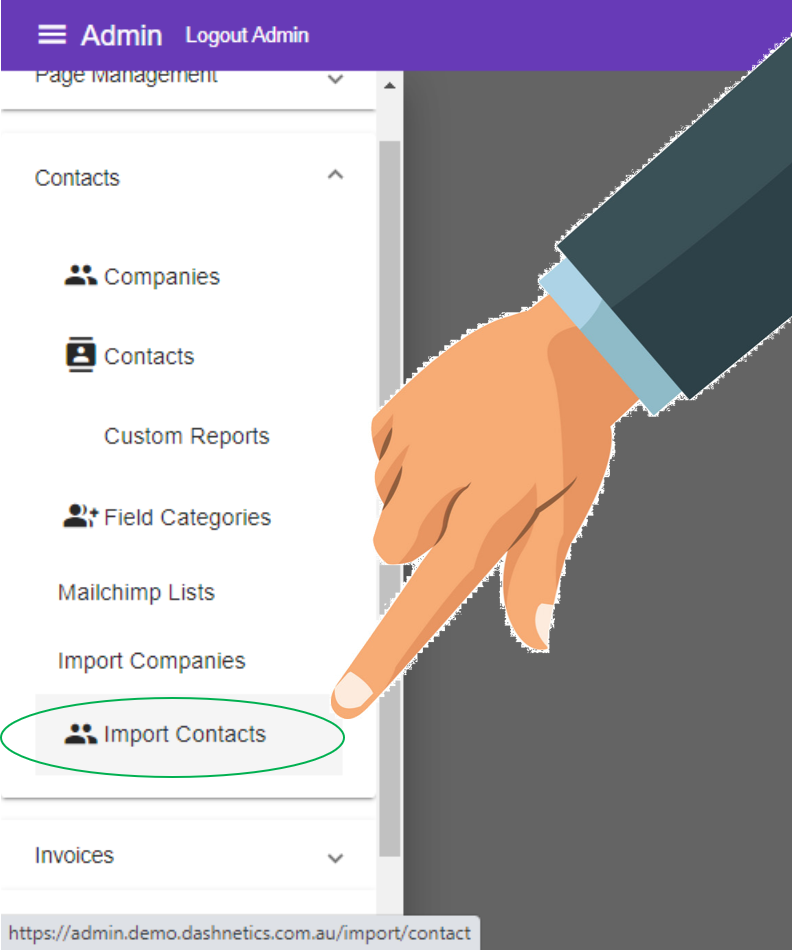 Admin Logout Admin
Page Management
Contacts
Companies
Contacts
Custom Reports
Field Categories
Mailchimp Lists
Import Companies
Import Contacts
Invoices
https://admin.demo.dashnetics.com.au/import/contact